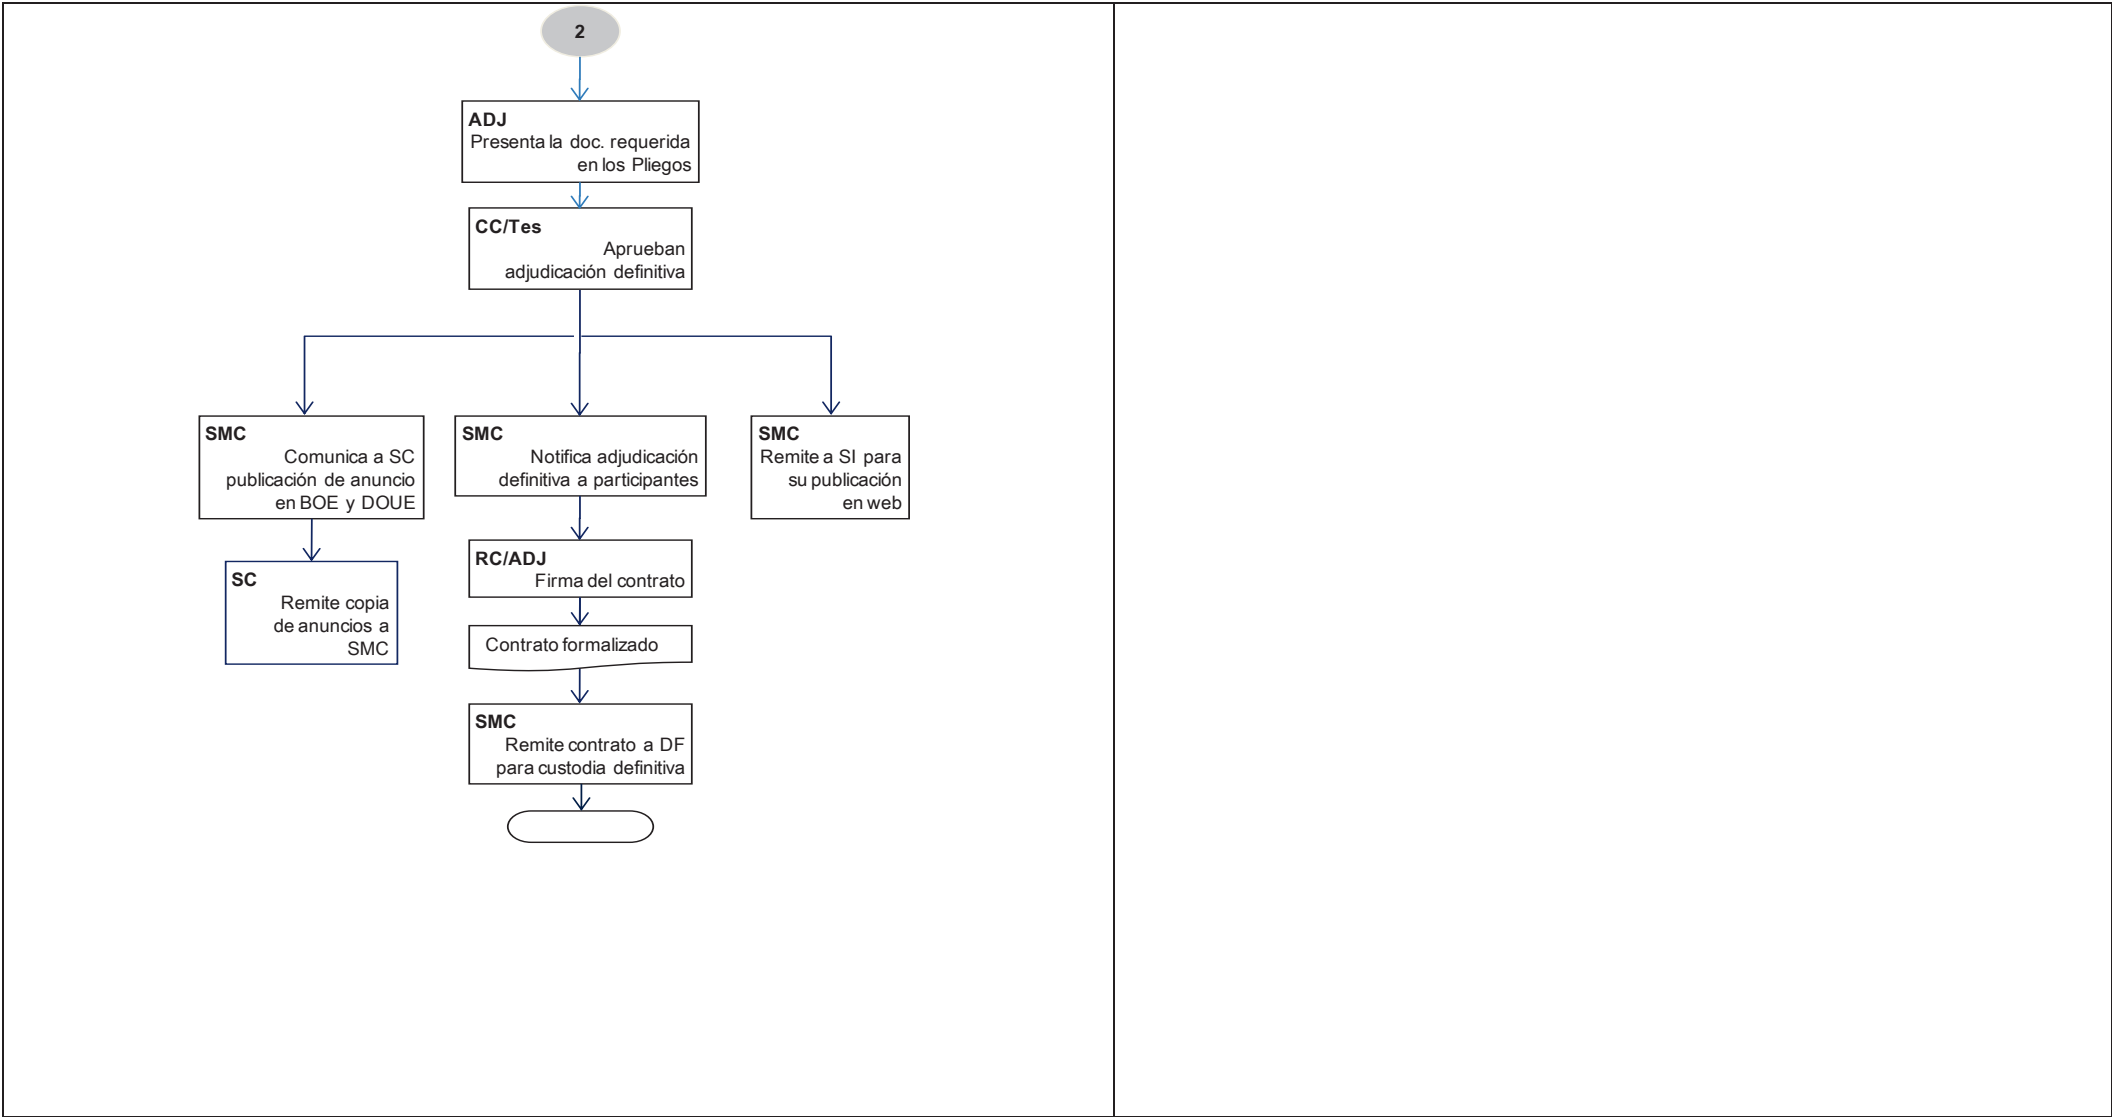 2
ADJ
Presenta la doc. requerida
en los Pliegos
CC/Tes
Aprueban
adjudicación definitiva
SMC
Comunica a SC
publicación de anuncio
en BOE y DOUE
SMC
Notifica adjudicación
definitiva a participantes
SMC
Remite a SI para
su publicación
en web
SC
Remite copia
de anuncios a
SMC
RC/ADJ
Firma del contrato
Contrato formalizado
SMC
Remite contrato a DF
para custodia definitiva